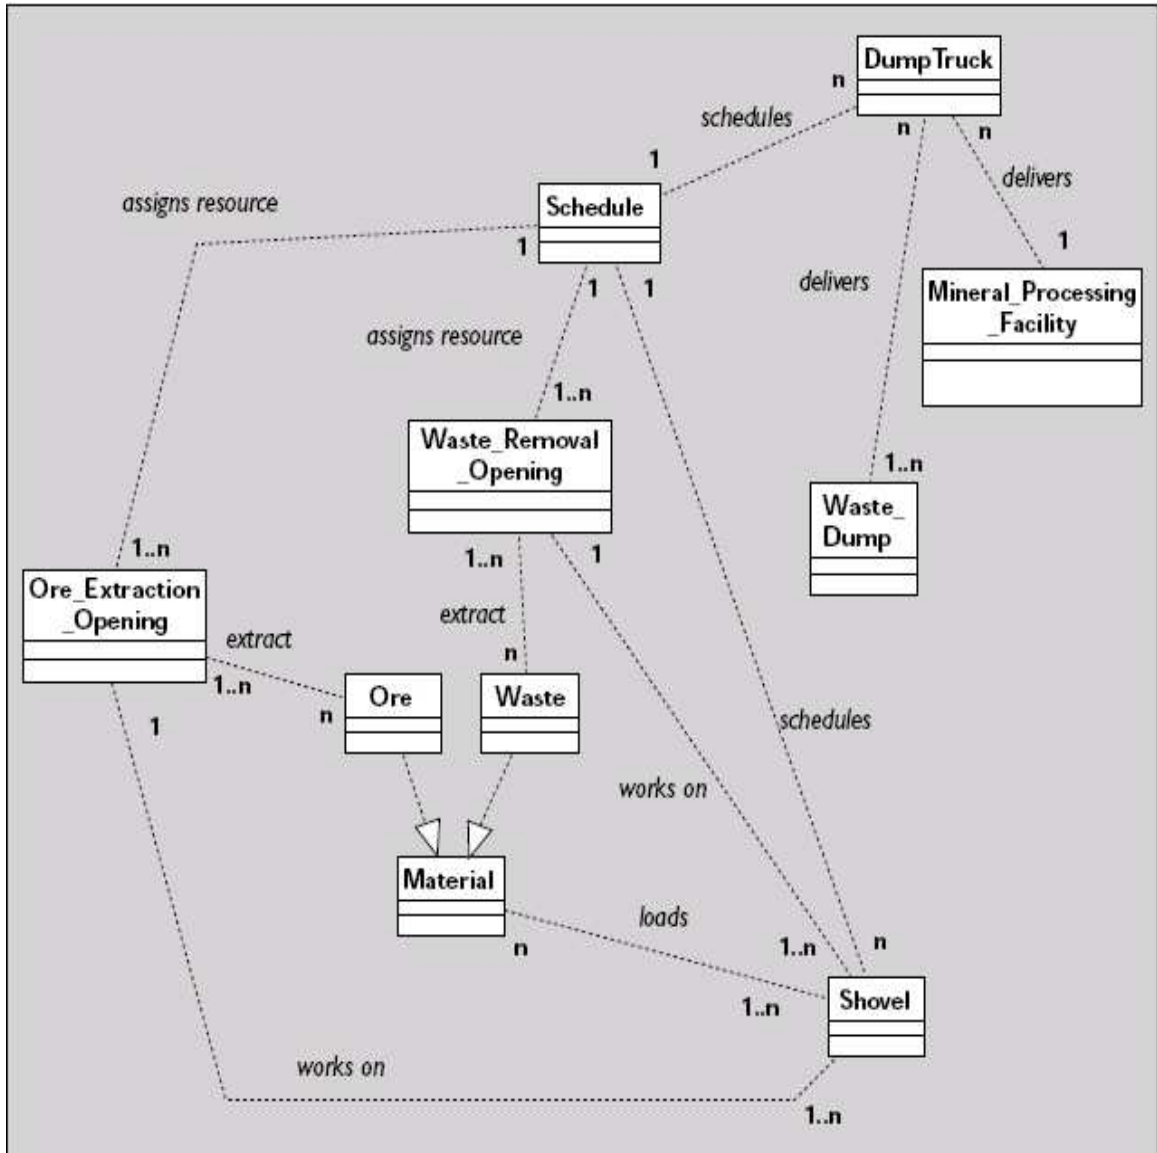 DumpTruck
n
schedules
n
n
1
delivers
assigns resource
Schedule
1
1
1
1
delivers
Mineral_Processing
_Facility
assigns resource
1..n
Waste_Removal
_Opening
1..n
Waste_
Dump
1..n
1..n
1
Ore_Extraction
_Opening
extract
extract
n
1..n
n
Ore
Waste
1
schedules
works on
Material
loads
n
1..n
n
1..n
Shovel
works on
1..n